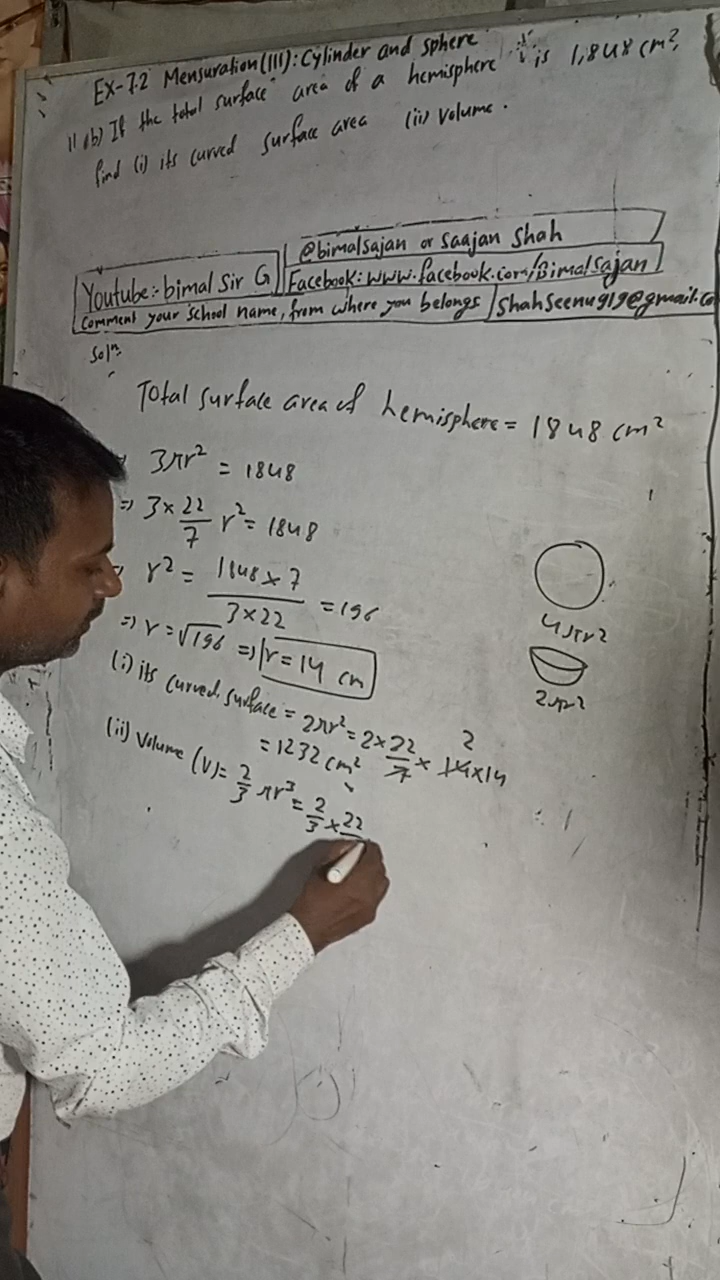 Ex-7.2 Mensuration(III): Cylinder and sphere
11(b) If the total surface area of a hemisphere is 1,848 cm²,
find (i) its curved surface area (ii) volume.
@bimalsajan or Saajan Shah
Youtube:- bimal Sir G
Facebook: www.facebook.com/Bimalsajan
Comment your School name, from where you belongs
Shahseenu919@gmail.co
Solⁿ
Total surface area of hemisphere = 1848 cm²
3πr² = 1848
⇒ 3 × 22/7 r² = 1848
⇒ r² = 1848 × 7 / 3 × 22 = 196
⇒ r = √196 ⇒ r = 14 cm
4πr²
2πr²
(i) its curved surface = 2πr² = 2 × 22/7 × 14 × 14
2
= 1232 cm²
(ii) Volume (V) = 2/3 πr³ = 2/3 × 22